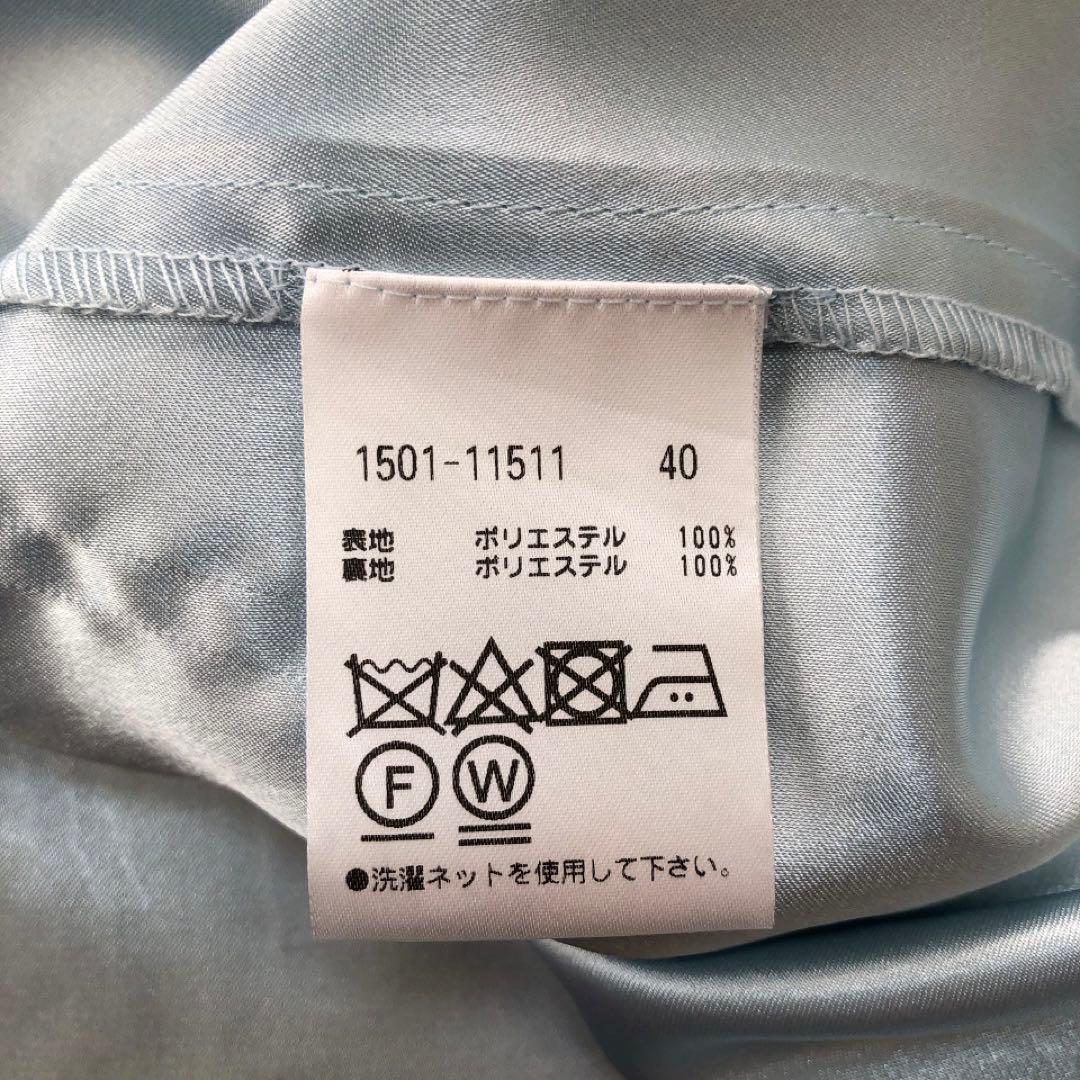 1501-11511 40
表地 ポリエステル 100%
裏地 ポリエステル 100%
F W
●洗濯ネットを使用して下さい。